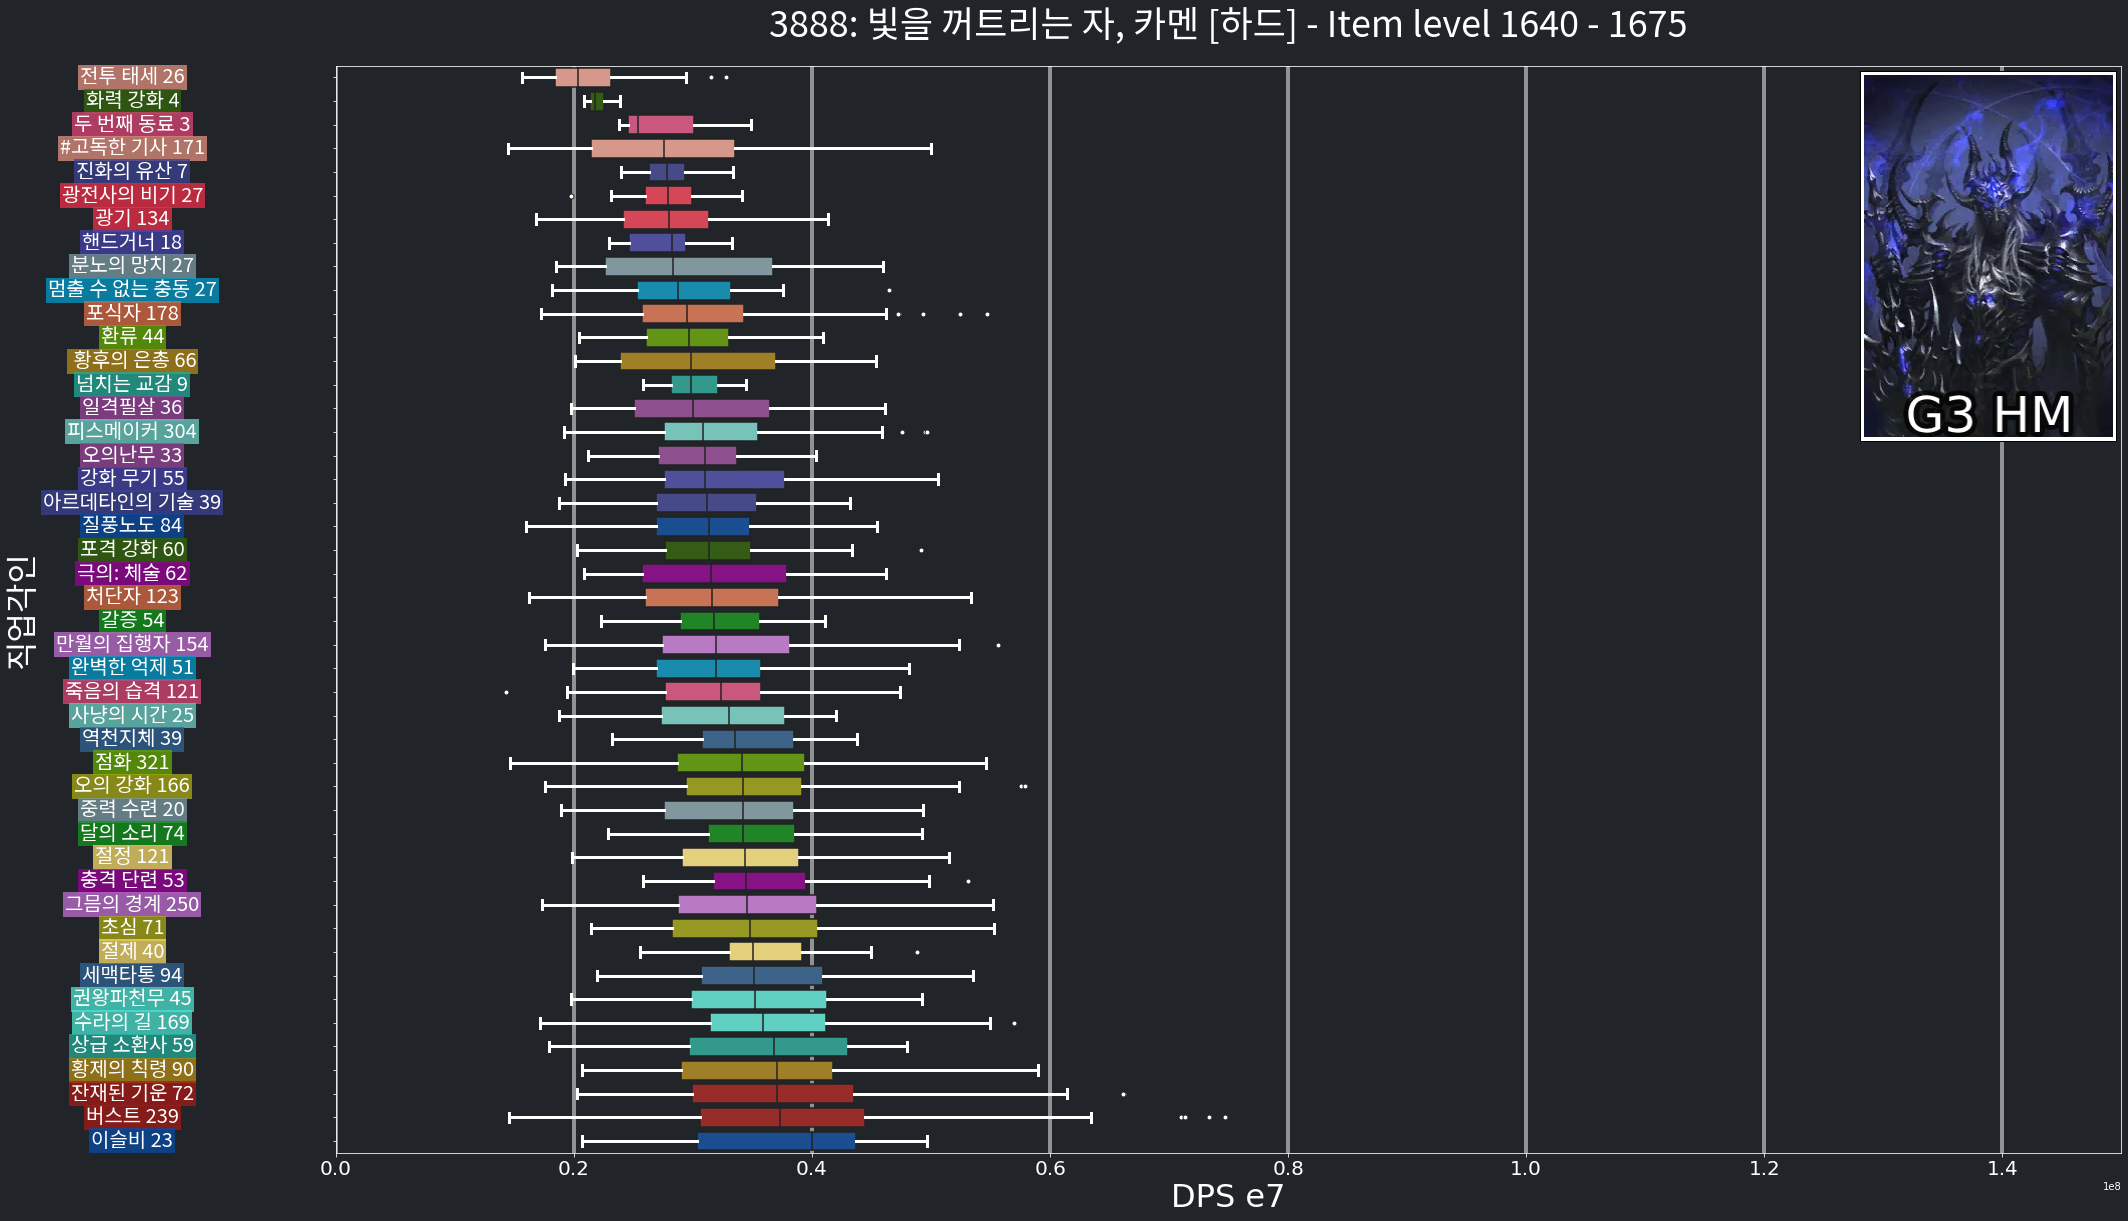 3888: 빛을 꺼트리는 자, 카멘 [하드] - Item level 1640 - 1675
전투 태세 26
화력 강화 4
두 번째 동료 3
#고독한 기사 171
진화의 유산 7
광전사의 비기 27
광기 134
핸드거너 18
분노의 망치 27
멈출 수 없는 충동 27
포식자 178
환류 44
황후의 은총 66
넘치는 교감 9
일격필살 36
피스메이커 304
오의난무 33
강화 무기 55
아르데타인의 기술 39
질풍노도 84
포격 강화 60
극의: 체술 62
처단자 123
갈증 54
만월의 집행자 154
완벽한 억제 51
죽음의 습격 121
사냥의 시간 25
역천지체 39
점화 321
오의 강화 166
중력 수련 20
달의 소리 74
절정 121
충격 단련 53
그믐의 경계 250
초심 71
절제 40
세맥타통 94
권왕파천무 45
수라의 길 169
상급 소환사 59
황제의 칙령 90
잔재된 기운 72
버스트 239
이슬비 23
직업각인
G3 HM
0.0 0.2 0.4 0.6 0.8 1.0 1.2 1.4
1e8
DPS e7